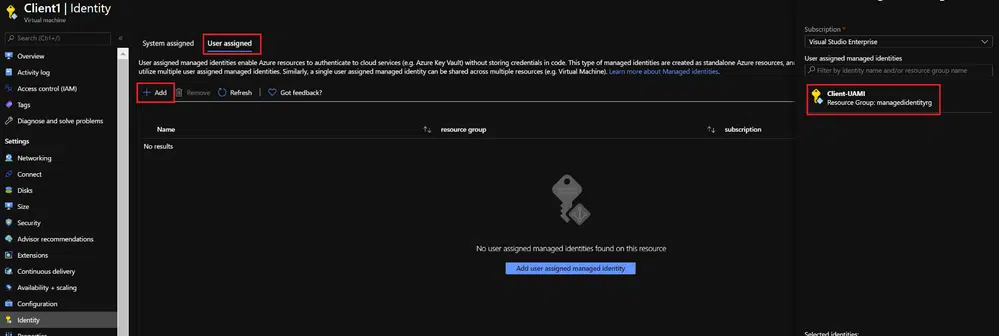 Client1 | Identity
Virtual machine
Search (Ctrl+/)
«
Overview
Activity log
Access control (IAM)
Tags
Diagnose and solve problems
Settings
Networking
Connect
Disks
Size
Security
Advisor recommendations
Extensions
Continuous delivery
Availability + scaling
Configuration
Identity
System assigned
User assigned
User assigned managed identities enable Azure resources to authenticate to cloud services (e.g. Azure Key Vault) without storing credentials in code. This type of managed identities are created as standalone Azure resources, an
utilize multiple user assigned managed identities. Similarly, a single user assigned managed identity can be shared across multiple resources (e.g. Virtual Machine). Learn more about Managed identities.
+ Add
Remove
Refresh
Got feedback?
Name
resource group
subscription
No results
No user assigned managed identities found on this resource
Add user assigned managed identity
Subscription *
Visual Studio Enterprise
User assigned managed identities
Filter by identity name and/or resource group name
Client-UAMI
Resource Group: managedidentityrg
Selected identities: